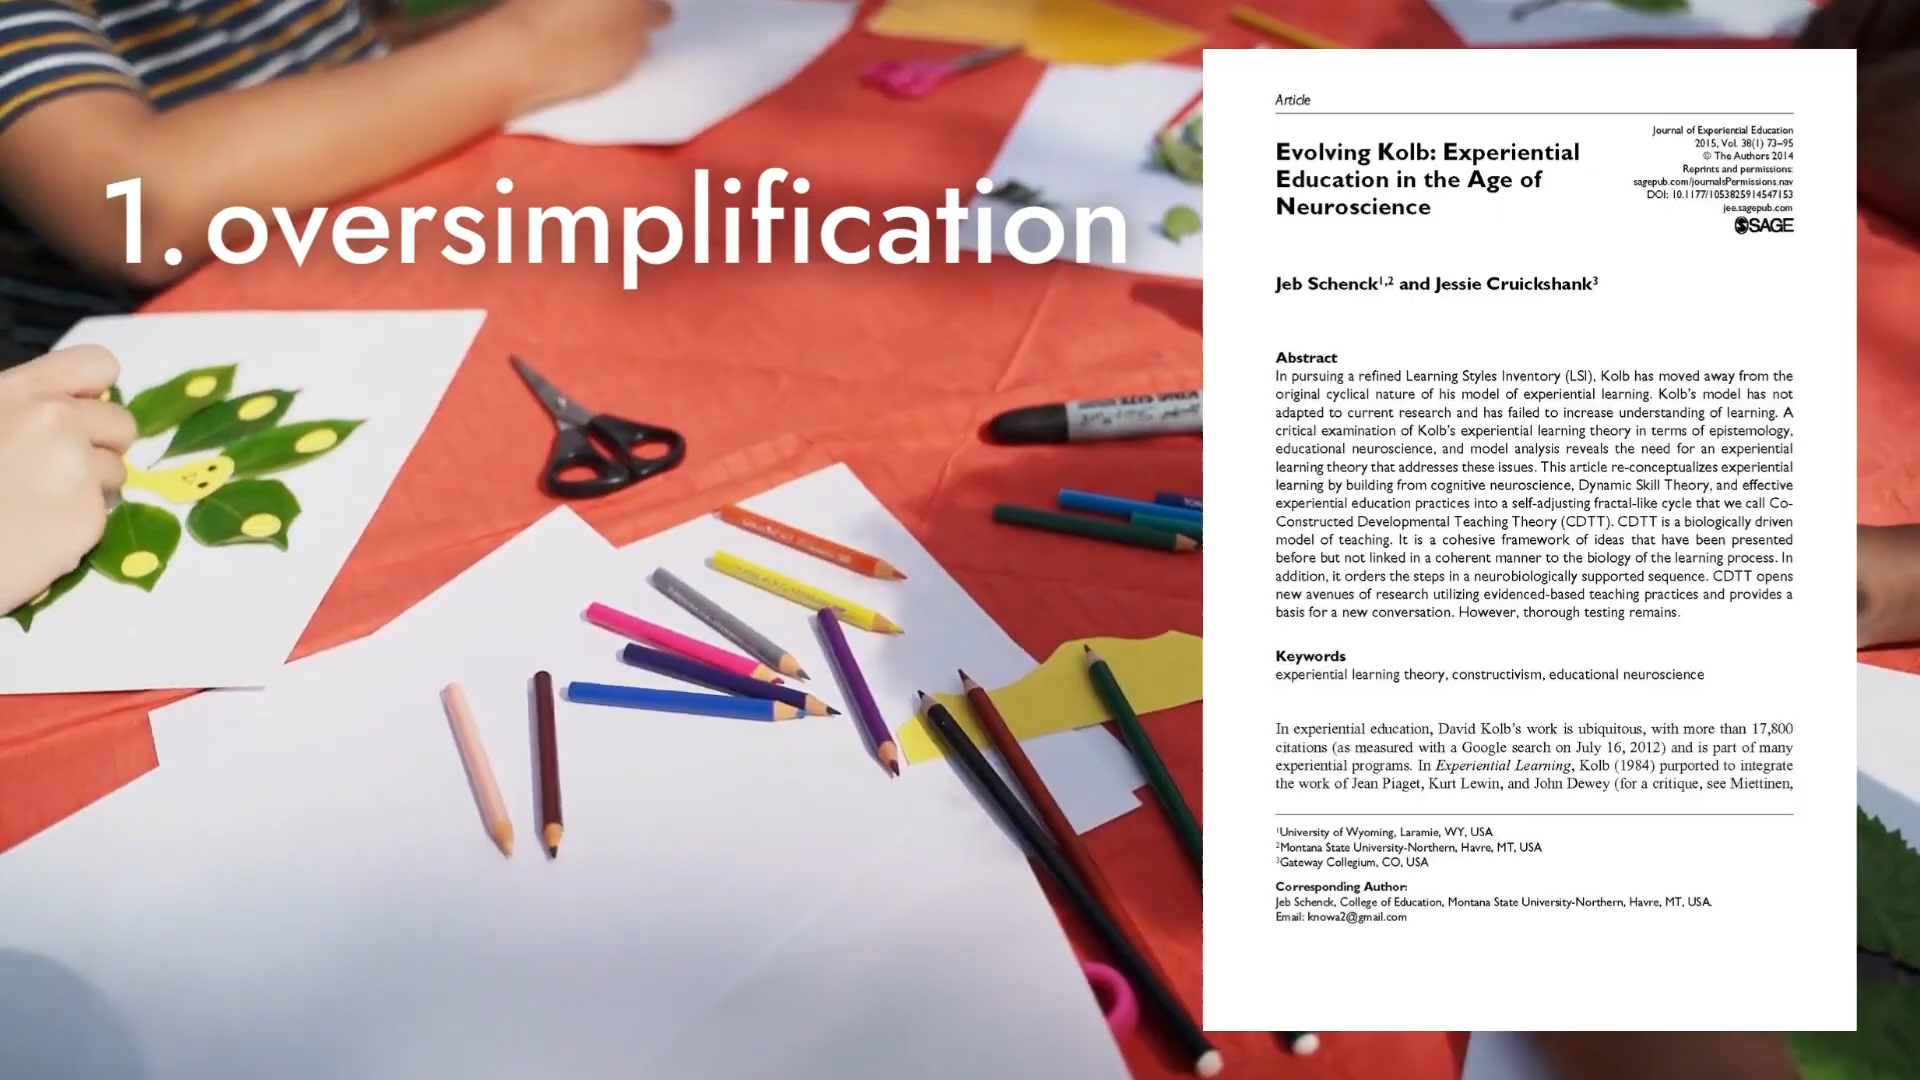 1. oversimplification
Article
Evolving Kolb: Experiential
Education in the Age of
Neuroscience
Journal of Experiential Education
2015, Vol. 38(1) 73–95
© The Authors 2014
Reprints and permissions:
sagepub.com/journalsPermissions.nav
DOI: 10.1177/1053825914547153
jee.sagepub.com
SAGE
Jeb Schenck1,2 and Jessie Cruickshank3
Abstract
In pursuing a refined Learning Styles Inventory (LSI), Kolb has moved away from the
original cyclical nature of his model of experiential learning. Kolb's model has not
adapted to current research and has failed to increase understanding of learning. A
critical examination of Kolb's experiential learning theory in terms of epistemology,
educational neuroscience, and model analysis reveals the need for an experiential
learning theory that addresses these issues. This article re-conceptualizes experiential
learning by building from cognitive neuroscience, Dynamic Skill Theory, and effective
experiential education practices into a self-adjusting fractal-like cycle that we call Co-
Constructed Developmental Teaching Theory (CDTT). CDTT is a biologically driven
model of teaching. It is a cohesive framework of ideas that have been presented
before but not linked in a coherent manner to the biology of the learning process. In
addition, it orders the steps in a neurobiologically supported sequence. CDTT opens
new avenues of research utilizing evidenced-based teaching practices and provides a
basis for a new conversation. However, thorough testing remains.
Keywords
experiential learning theory, constructivism, educational neuroscience
In experiential education, David Kolb's work is ubiquitous, with more than 17,800
citations (as measured with a Google search on July 16, 2012) and is part of many
experiential programs. In Experiential Learning, Kolb (1984) purported to integrate
the work of Jean Piaget, Kurt Lewin, and John Dewey (for a critique, see Miettinen,
1University of Wyoming, Laramie, WY, USA
2Montana State University-Northern, Havre, MT, USA
3Gateway Collegium, CO, USA
Corresponding Author:
Jeb Schenck, College of Education, Montana State University-Northern, Havre, MT, USA.
Email: knowa2@gmail.com